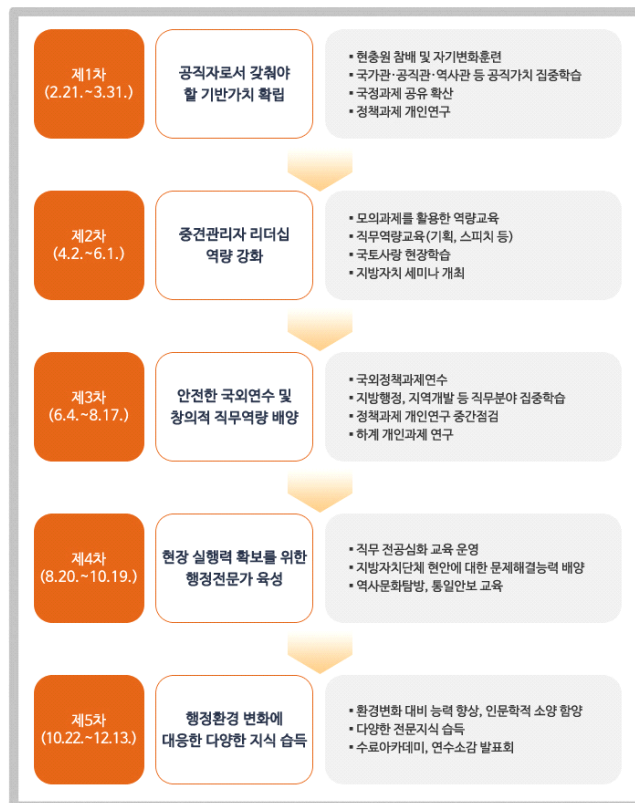 제1차
(2.21.~3.31.)
공직자로서 갖춰야
할 기반가치 확립
▪ 현충원 참배 및 자기변화훈련
▪ 국가관·공직관·역사관 등 공직가치 집중학습
▪ 국정과제 공유 확산
▪ 정책과제 개인연구
제2차
(4.2.~6.1.)
중견관리자 리더십
역량 강화
▪ 모의과제를 활용한 역량교육
▪ 직무역량교육(기획, 스피치 등)
▪ 국토사랑 현장학습
▪ 지방자치 세미나 개최
제3차
(6.4.~8.17.)
안전한 국외연수 및
창의적 직무역량 배양
▪ 국외정책과제연수
▪ 지방행정, 지역개발 등 직무분야 집중학습
▪ 정책과제 개인연구 중간점검
▪ 하계 개인과제 연구
제4차
(8.20.~10.19.)
현장 실행력 확보를 위한
행정전문가 육성
▪ 직무 전공심화 교육 운영
▪ 지방자치단체 현안에 대한 문제해결능력 배양
▪ 역사문화탐방, 통일안보 교육
제5차
(10.22.~12.13.)
행정환경 변화에
대응한 다양한 지식 습득
▪ 환경변화 대비 능력 향상, 인문학적 소양 함양
▪ 다양한 전문지식 습득
▪ 수료아카데미, 연수소감 발표회